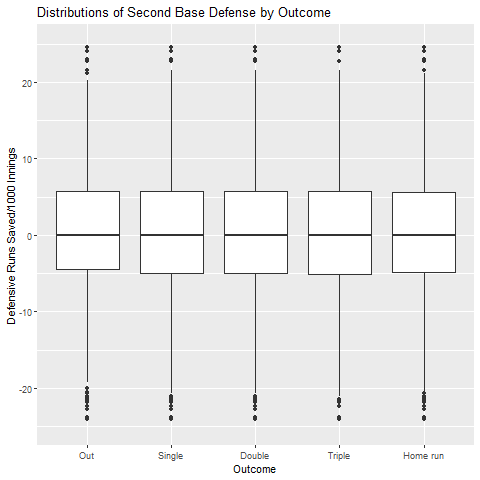 Distributions of Second Base Defense by Outcome
Defensive Runs Saved/1000 Innings
20
10
0
-10
-20
Out Single Double Triple Home run
Outcome